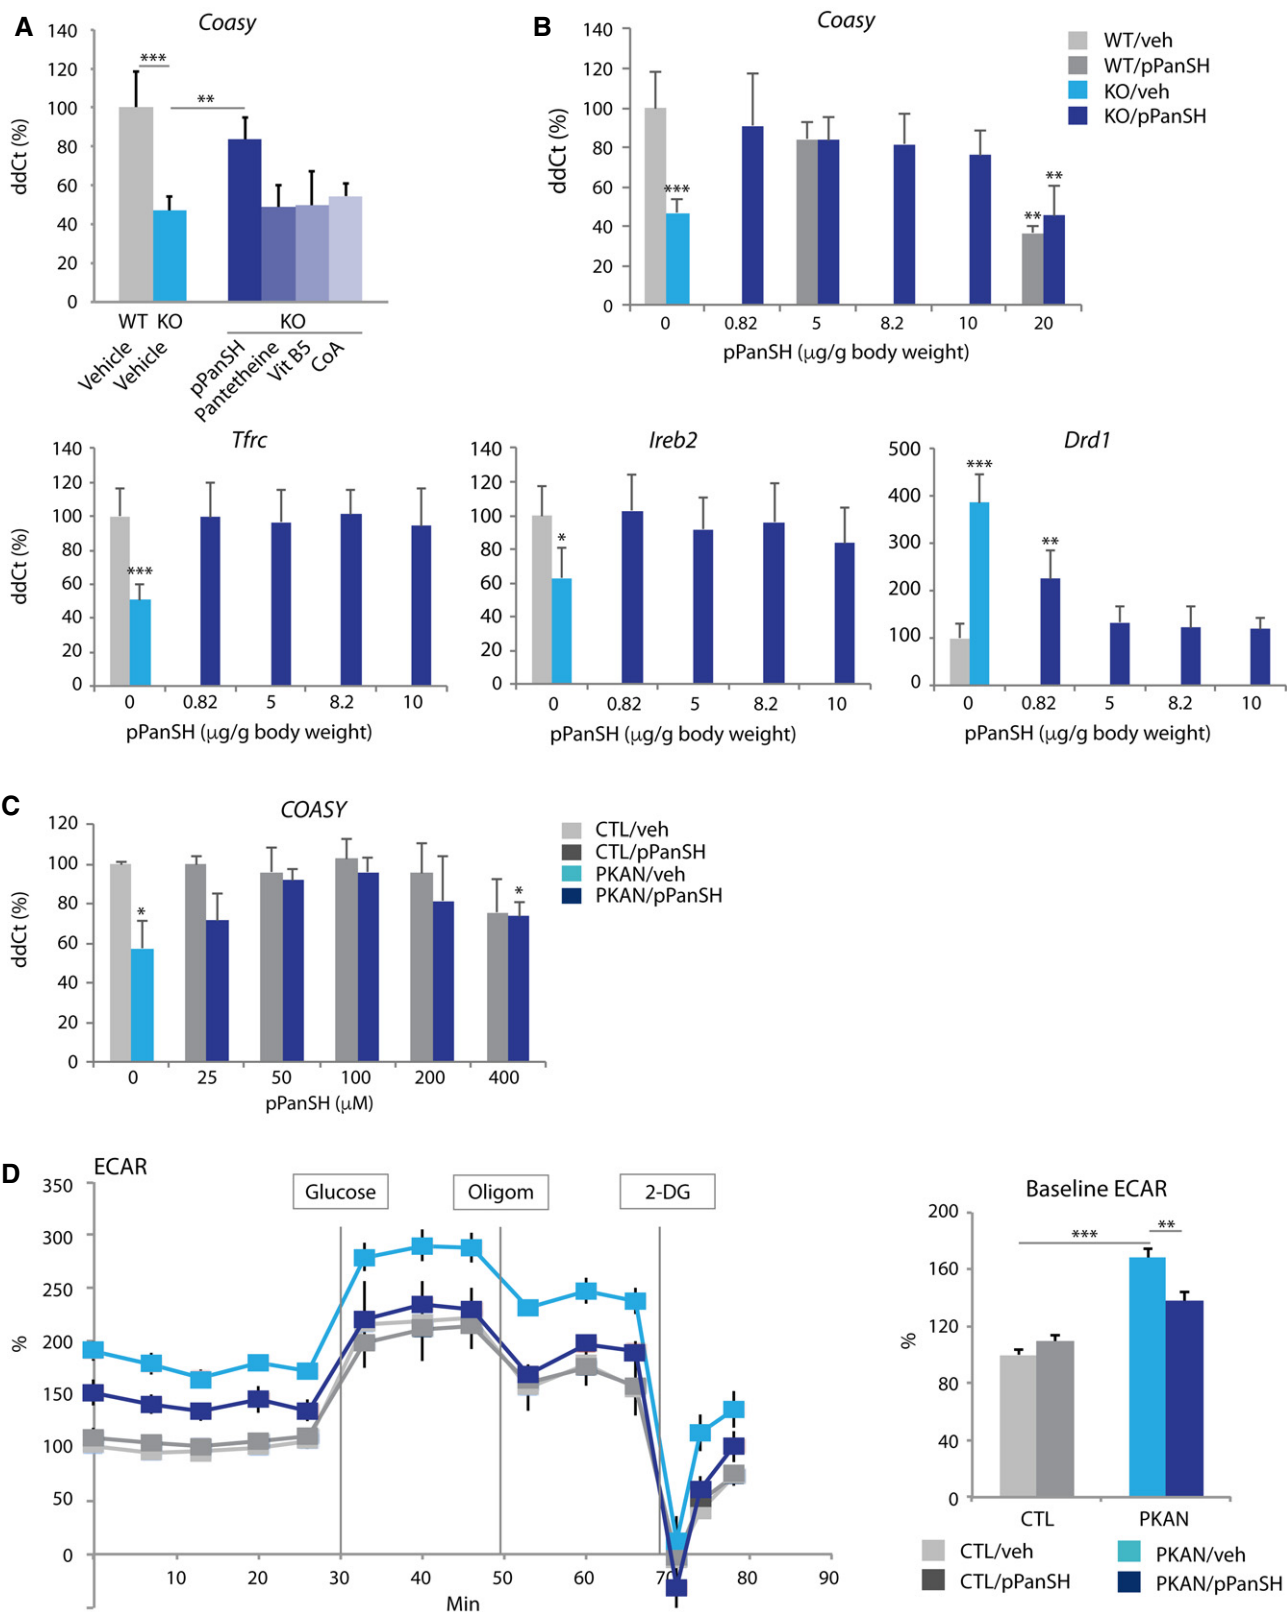 A
Coasy
ddCt (%)
140
120
100
80
60
40
20
0
***
**
WT KO
KO
Vehicle
Vehicle
pPanSH
Pantetheine
Vit B5
CoA
B
Coasy
ddCt (%)
140
120
100
80
60
40
20
0
***
**
**
0 0.82 5 8.2 10 20
pPanSH (μg/g body weight)
WT/veh
WT/pPanSH
KO/veh
KO/pPanSH
Tfrc
ddCt (%)
140
120
100
80
60
40
20
0
***
0 0.82 5 8.2 10
pPanSH (μg/g body weight)
Ireb2
140
120
100
80
60
40
20
0
*
0 0.82 5 8.2 10
pPanSH (μg/g body weight)
Drd1
500
400
300
200
100
0
***
**
0 0.82 5 8.2 10
pPanSH (μg/g body weight)
C
COASY
ddCt (%)
120
100
80
60
40
20
0
*
*
0 25 50 100 200 400
pPanSH (μM)
CTL/veh
CTL/pPanSH
PKAN/veh
PKAN/pPanSH
D
ECAR
%
350
300
250
200
150
100
50
0
Glucose
Oligom
2-DG
10 20 30 40 50 60 70 80 90
Min
Baseline ECAR
%
200
160
120
80
40
0
***
**
CTL PKAN
CTL/veh
CTL/pPanSH
PKAN/veh
PKAN/pPanSH